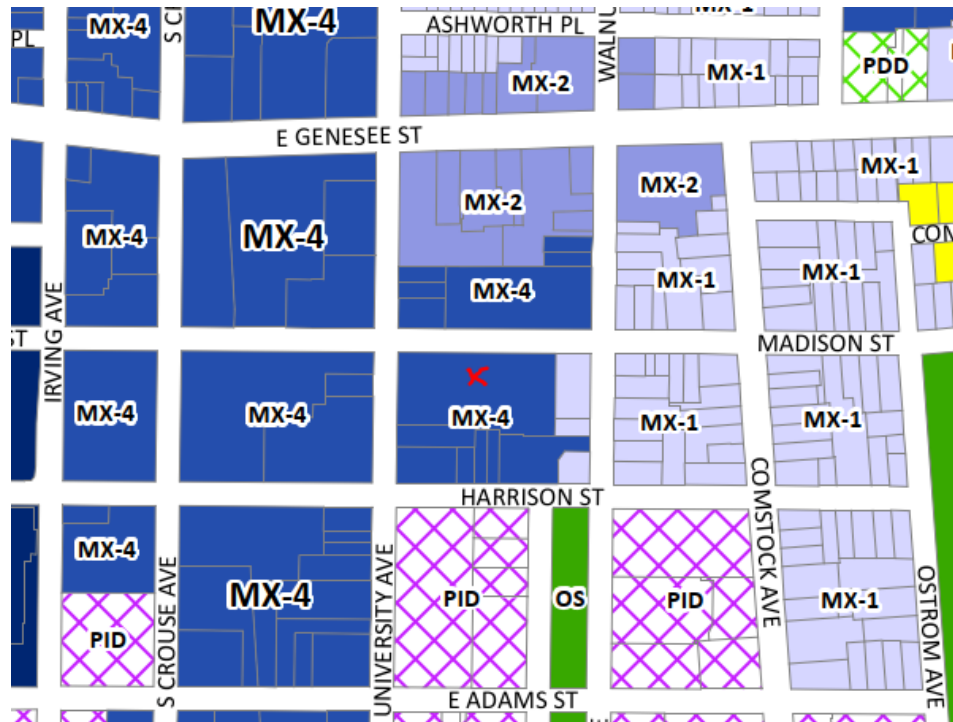 MX-4
S C
MX-4
ASHWORTH PL
WALNU
MX-1
PL
MX-2
MX-1
PDD
E GENESEE ST
MX-4
MX-4
MX-2
MX-2
MX-1
MX-4
MX-1
MX-1
COM
IRVING AVE
ST
MADISON ST
MX-4
MX-4
MX-4
MX-1
MX-1
HARRISON ST
COMSTOCK AVE
MX-4
S CROUSE AVE
MX-4
UNIVERSITY AVE
PID
OS
PID
MX-1
OSTROM AVE
PID
E ADAMS ST